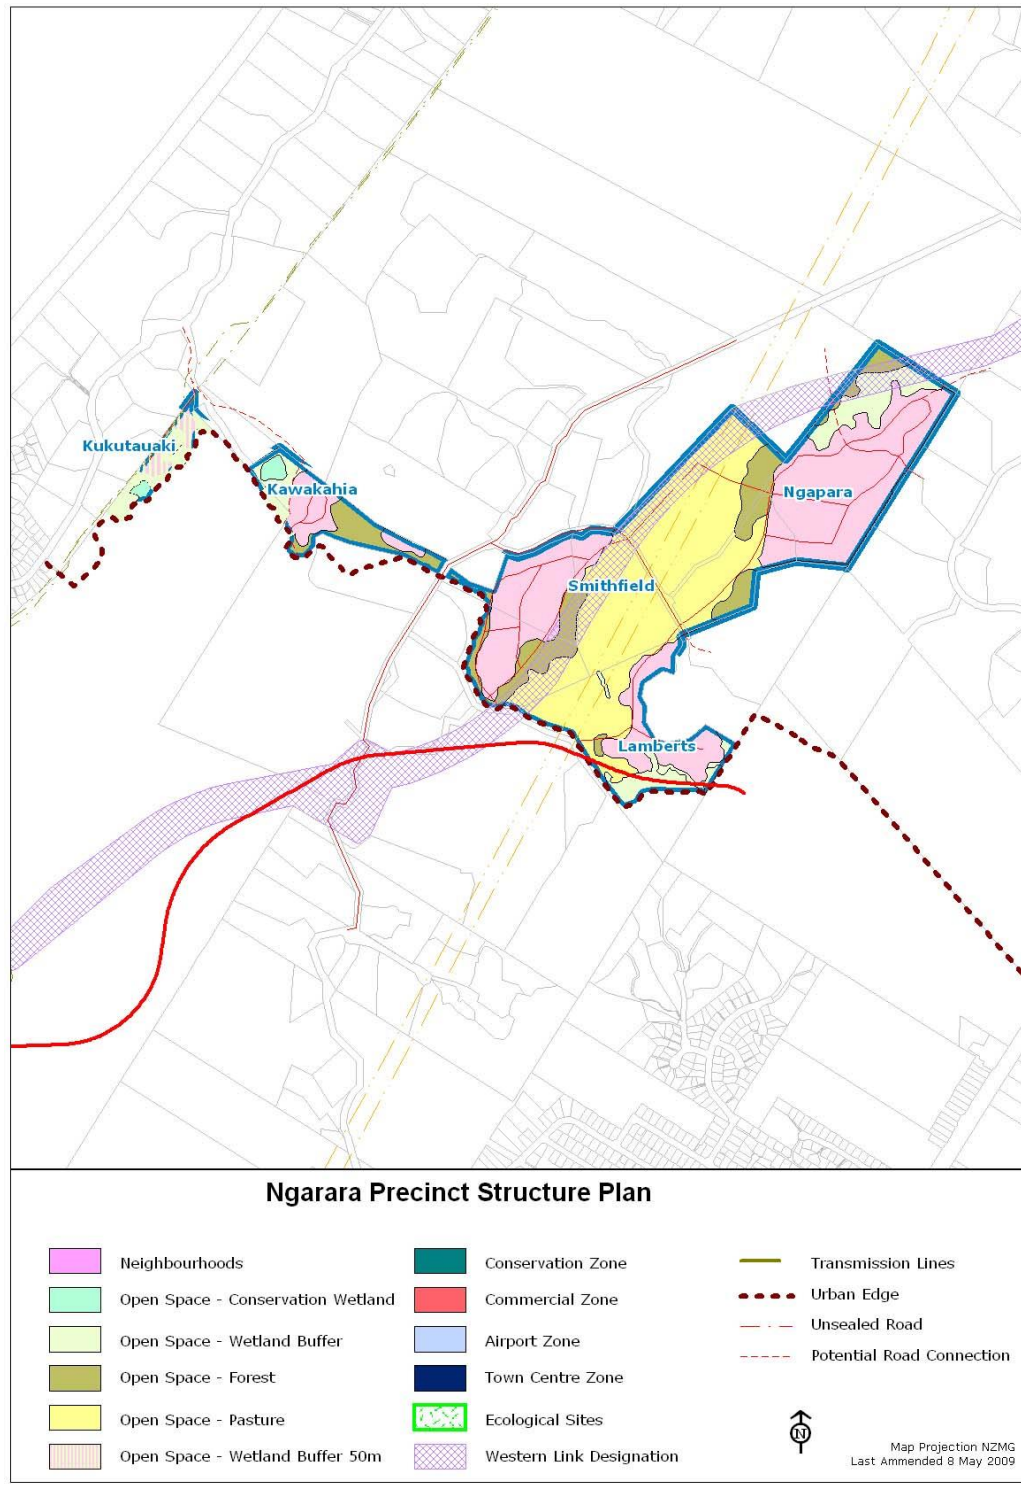 Kukutauaki
Kawakahia
Ngapara
Smithfield
Lamberts
Ngarara Precinct Structure Plan
Neighbourhoods
Open Space - Conservation Wetland
Open Space - Wetland Buffer
Open Space - Forest
Open Space - Pasture
Open Space - Wetland Buffer 50m
Conservation Zone
Commercial Zone
Airport Zone
Town Centre Zone
Ecological Sites
Western Link Designation
Transmission Lines
Urban Edge
Unsealed Road
Potential Road Connection
N
Map Projection NZMG
Last Ammended 8 May 2009